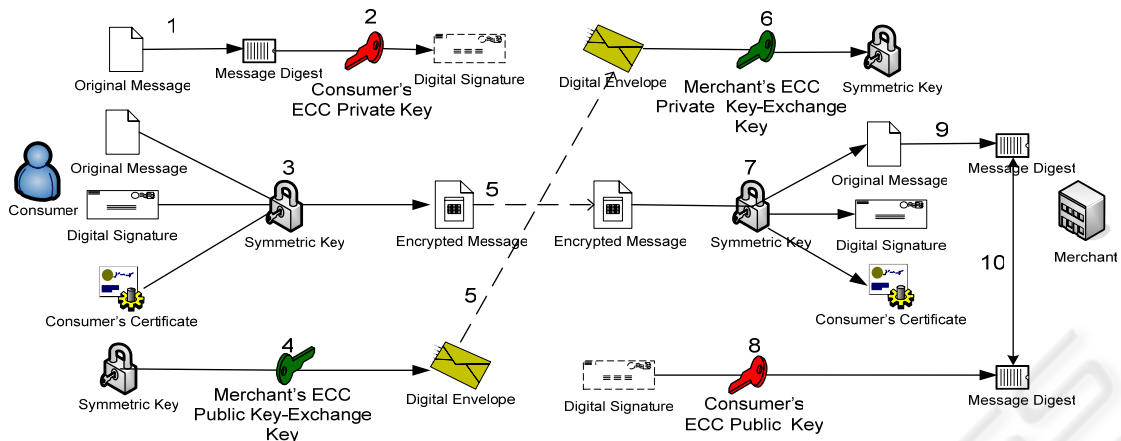 1
2
6
Original Message
Message Digest
Digital Signature
Consumer's
ECC Private Key
Digital Envelope
Merchant's ECC
Private Key-Exchange
Key
Symmetric Key
Original Message
Consumer
Digital Signature
Consumer's Certificate
3
Symmetric Key
Encrypted Message
5
Encrypted Message
7
Symmetric Key
Original Message
9
Message Digest
Digital Signature
Consumer's Certificate
10
Merchant
5
Symmetric Key
4
Merchant's ECC
Public Key-Exchange
Key
Digital Envelope
Digital Signature
8
Consumer's
ECC Public Key
Message Digest